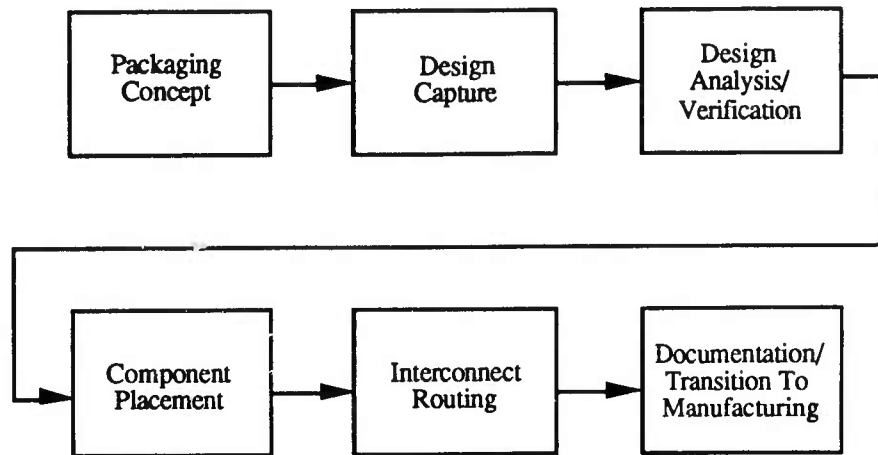 Packaging
Concept
Design
Capture
Design
Analysis/
Verification
Component
Placement
Interconnect
Routing
Documentation/
Transition To
Manufacturing